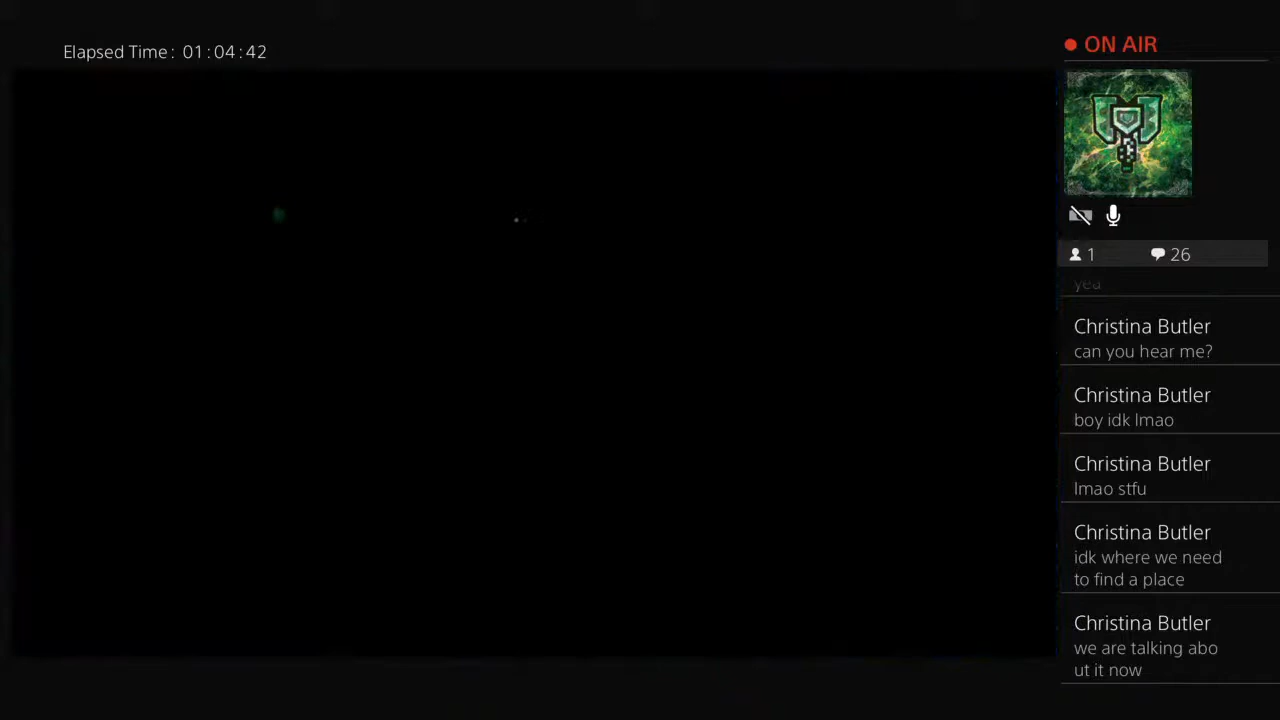 Elapsed Time: 01:04:42
ON AIR
1 26
yea
Christina Butler
can you hear me?
Christina Butler
boy idk lmao
Christina Butler
lmao stfu
Christina Butler
idk where we need
to find a place
Christina Butler
we are talking abo
ut it now